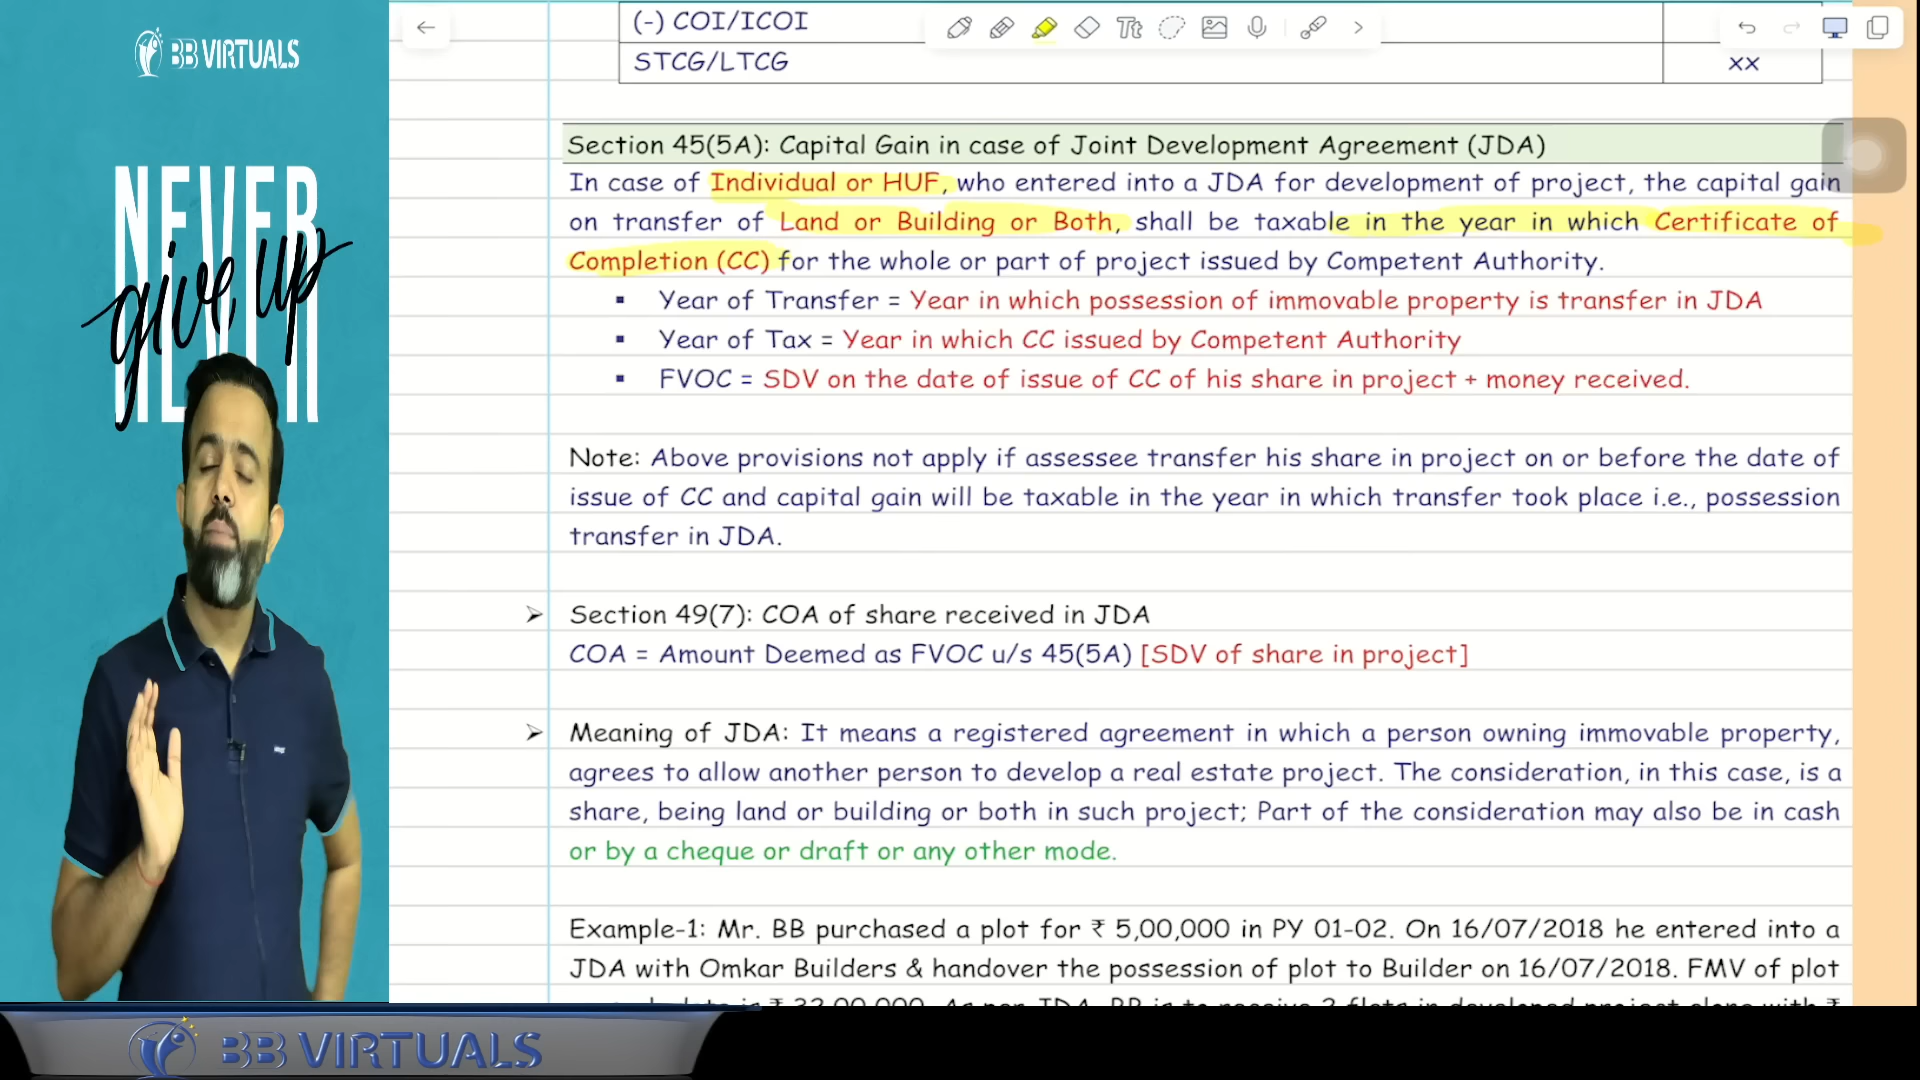 BB VIRTUALS
NEVER
give up
NEVER
(-) COI/ICOI
STCG/LTCG xx
Section 45(5A): Capital Gain in case of Joint Development Agreement (JDA)
In case of Individual or HUF, who entered into a JDA for development of project, the capital gain
on transfer of Land or Building or Both, shall be taxable in the year in which Certificate of
Completion (CC) for the whole or part of project issued by Competent Authority.
▪ Year of Transfer = Year in which possession of immovable property is transfer in JDA
▪ Year of Tax = Year in which CC issued by Competent Authority
▪ FVOC = SDV on the date of issue of CC of his share in project + money received.
Note: Above provisions not apply if assessee transfer his share in project on or before the date of
issue of CC and capital gain will be taxable in the year in which transfer took place i.e., possession
transfer in JDA.
➢ Section 49(7): COA of share received in JDA
COA = Amount Deemed as FVOC u/s 45(5A) [SDV of share in project]
➢ Meaning of JDA: It means a registered agreement in which a person owning immovable property,
agrees to allow another person to develop a real estate project. The consideration, in this case, is a
share, being land or building or both in such project; Part of the consideration may also be in cash
or by a cheque or draft or any other mode.
Example-1: Mr. BB purchased a plot for ₹ 5,00,000 in PY 01-02. On 16/07/2018 he entered into a
JDA with Omkar Builders & handover the possession of plot to Builder on 16/07/2018. FMV of plot
BB VIRTUALS